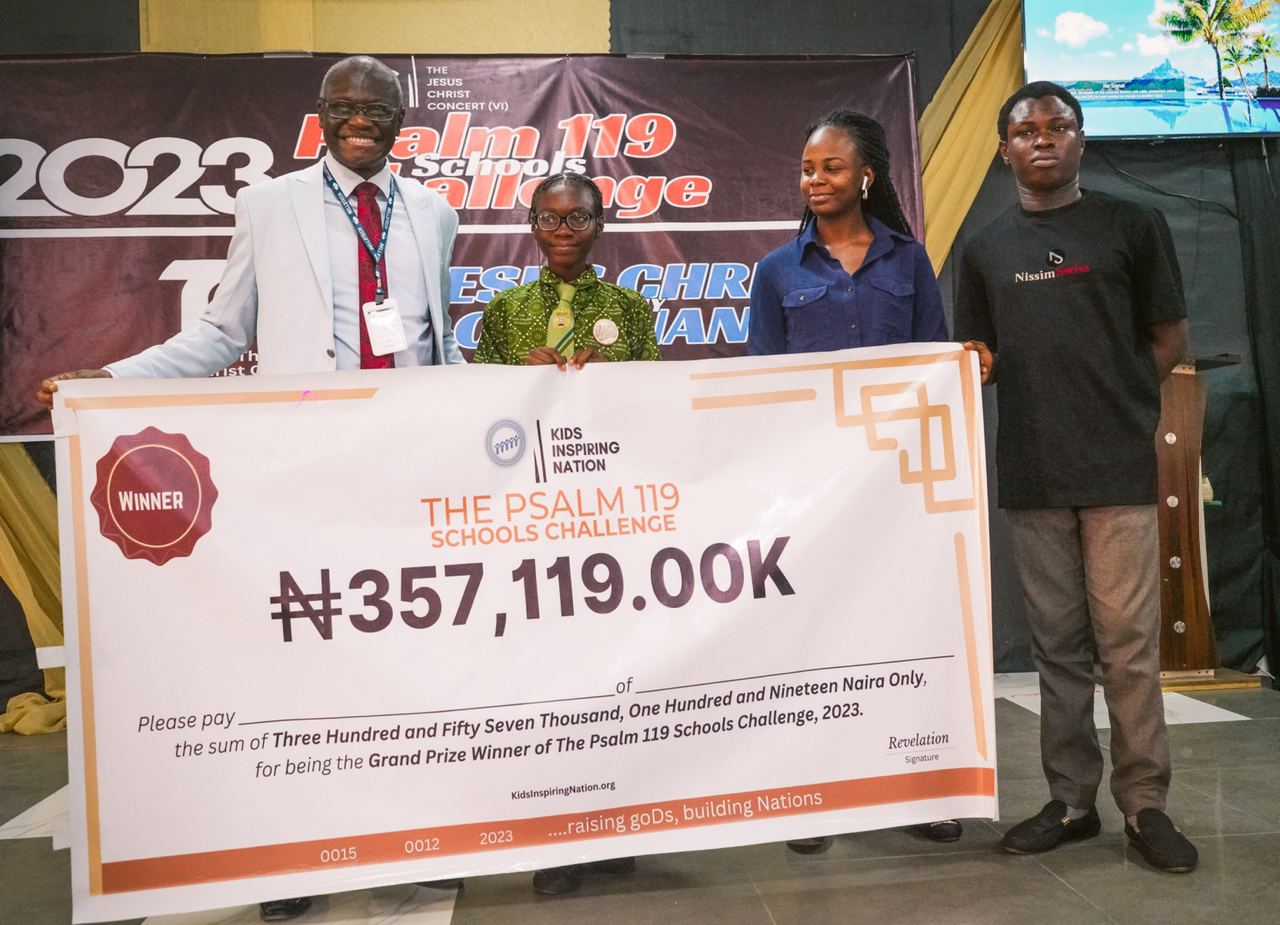 THE
JESUS
CHRIST
CONCERT (VI)
2023
Psalm 119
Schools
Challenge
NissimSwiss
KIDS
INSPIRING
NATION
WINNER
THE PSALM 119
SCHOOLS CHALLENGE
₦357,119.00K
Please pay of
the sum of Three Hundred and Fifty Seven Thousand, One Hundred and Nineteen Naira Only,
for being the Grand Prize Winner of The Psalm 119 Schools Challenge, 2023.
Revelation
Signature
KidsInspiringNation.org
0015 0012 2023 ....raising goDs, building Nations